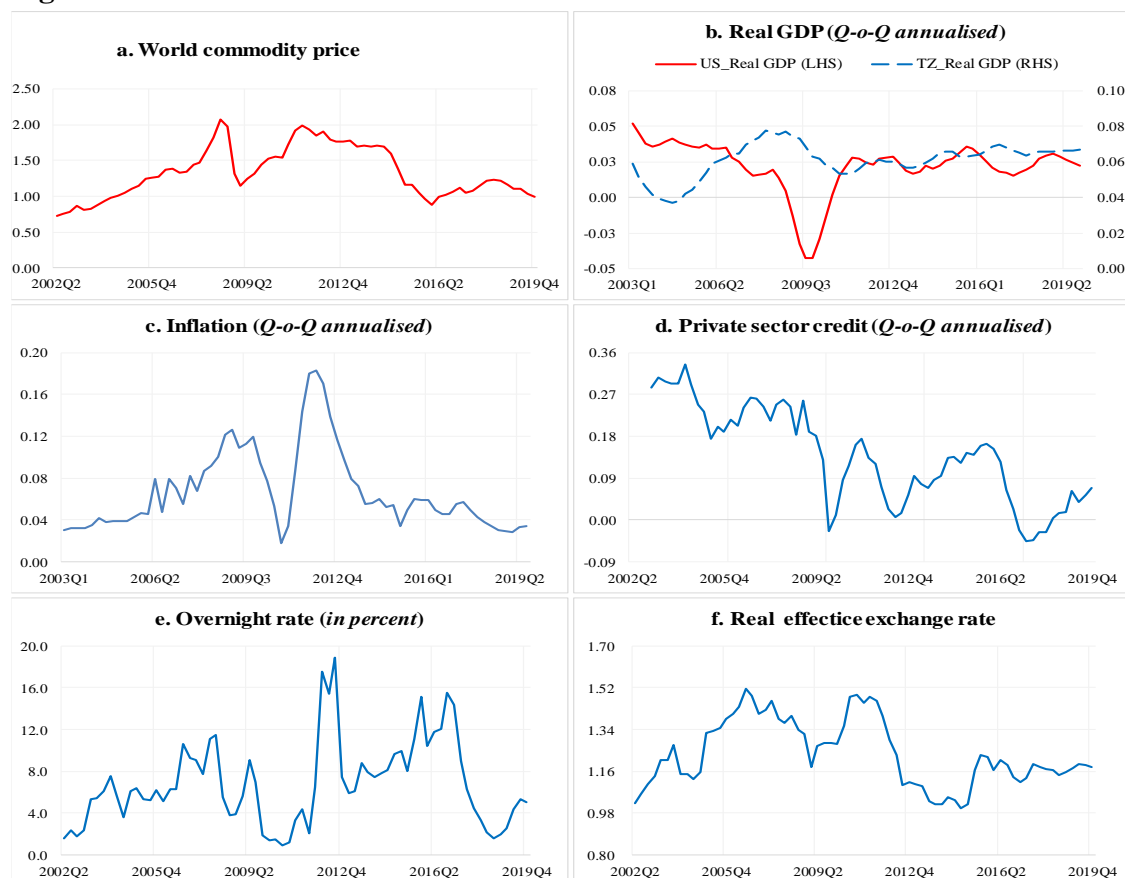 a. World commodity price
2.50
2.00
1.50
1.00
0.50
0.00
2002Q2 2005Q4 2009Q2 2012Q4 2016Q2 2019Q4
b. Real GDP (Q-o-Q annualised)
US_Real GDP (LHS) TZ_Real GDP (RHS)
0.08 0.10
0.05 0.08
0.03 0.06
0.00 0.04
-0.03 0.02
-0.05 0.00
2003Q1 2006Q2 2009Q3 2012Q4 2016Q1 2019Q2
c. Inflation (Q-o-Q annualised)
0.20
0.16
0.12
0.08
0.04
0.00
2003Q1 2006Q2 2009Q3 2012Q4 2016Q1 2019Q2
d. Private sector credit (Q-o-Q annualised)
0.36
0.27
0.18
0.09
0.00
-0.09
2002Q2 2005Q4 2009Q2 2012Q4 2016Q2 2019Q4
e. Overnight rate (in percent)
20.0
16.0
12.0
8.0
4.0
0.0
2002Q2 2005Q4 2009Q2 2012Q4 2016Q2 2019Q4
f. Real effectice exchange rate
1.70
1.52
1.34
1.16
0.98
0.80
2002Q2 2005Q4 2009Q2 2012Q4 2016Q2 2019Q4